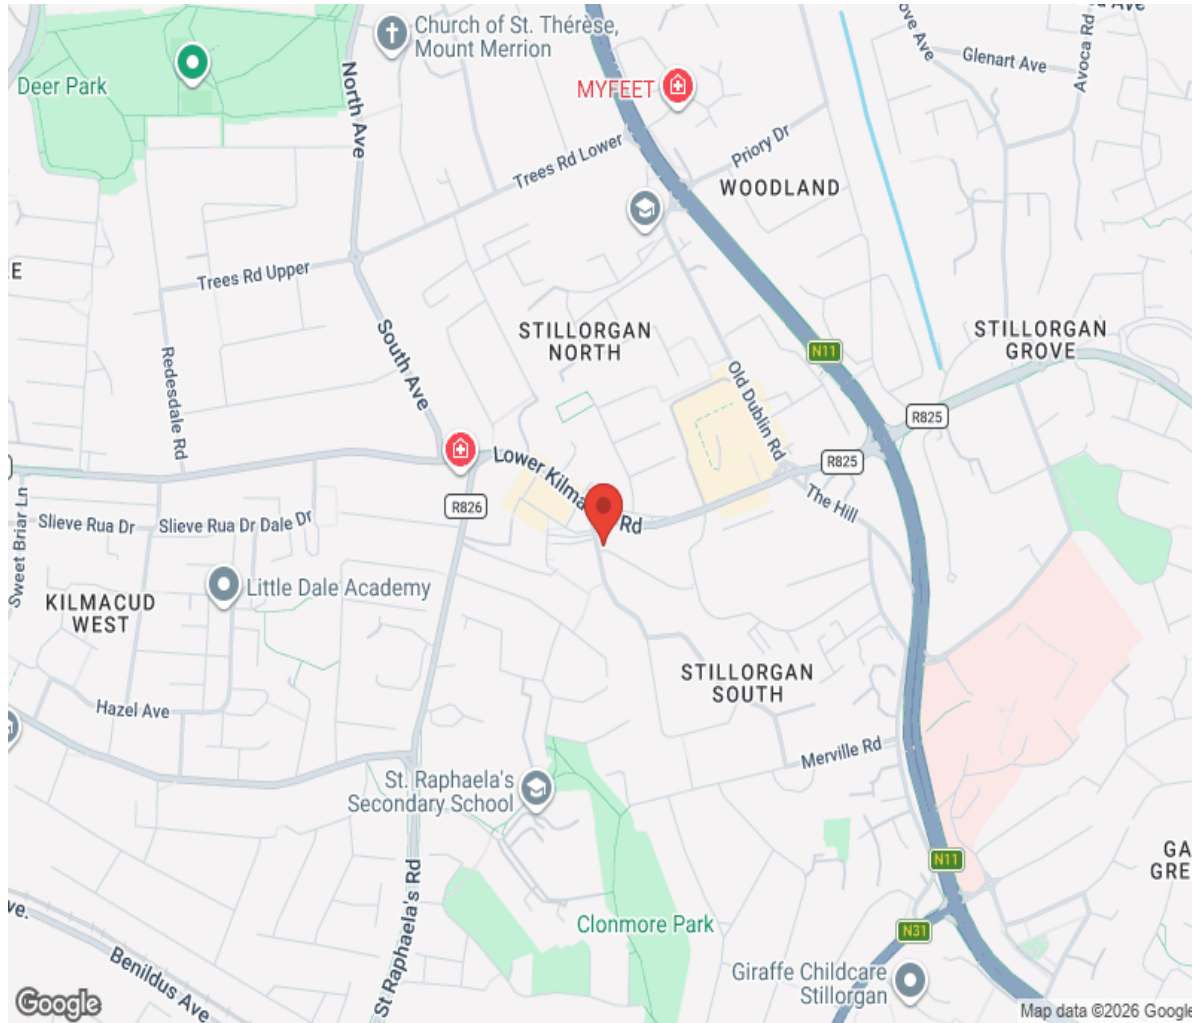 Church of St. Thérèse,
Mount Merrion
Deer Park
North Ave
MYFEET
Glenart Ave
Avoca Rd
Trees Rd Lower
Priory Dr
WOODLAND
Trees Rd Upper
STILLORGAN
NORTH
N11
STILLORGAN
GROVE
South Ave
Redesdale Rd
Old Dublin Rd
R825
R825
Lower Kilma
Rd
R826
The Hill
Sweet Briar Ln
Slieve Rua Dr
Slieve Rua Dr
Dale Dr
Little Dale Academy
KILMACUD
WEST
STILLORGAN
SOUTH
Hazel Ave
Merville Rd
St. Raphaela's
Secondary School
St Raphaela's Rd
N11
GA
GRE
Clonmore Park
N31
Benildus Ave
Giraffe Childcare
Stillorgan
Google
Map data ©2026 Google